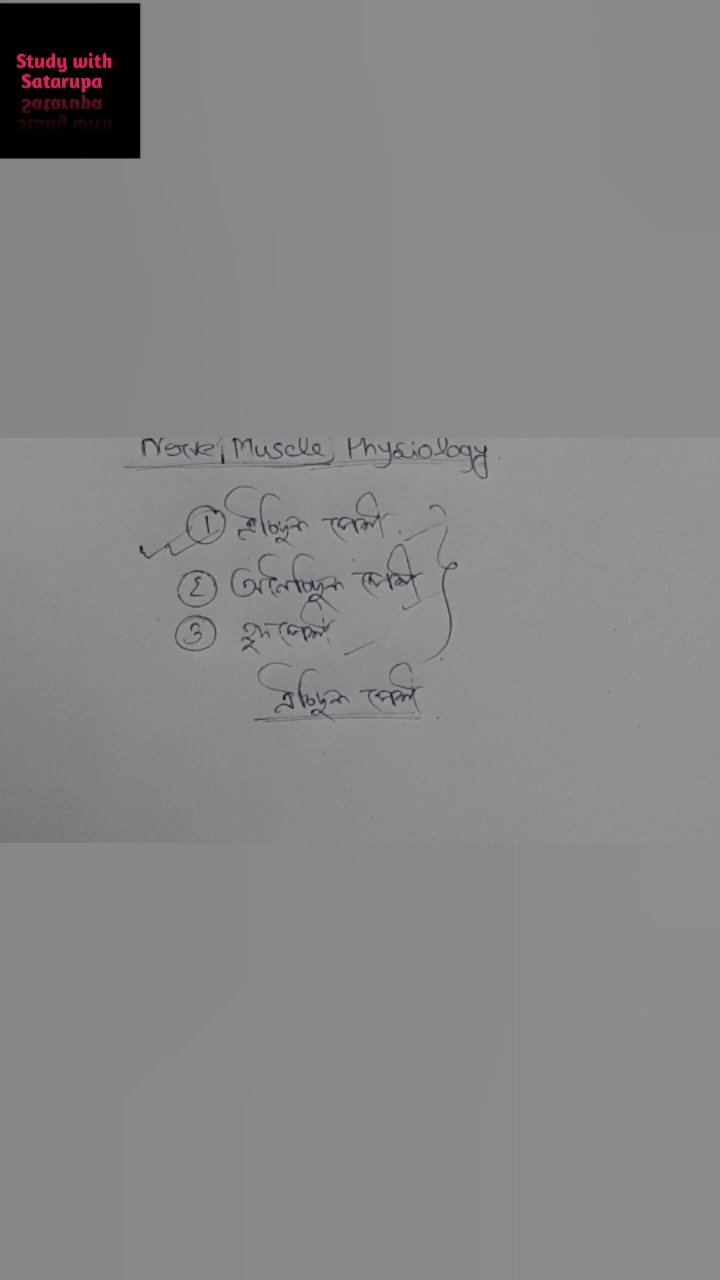 Study with
Satarupa
Nerve, Muscle, Physiology.
① ঐচ্ছিক পেশী
② অনৈচ্ছিক পেশী
③ হৃদপেশী
ঐচ্ছিক পেশী